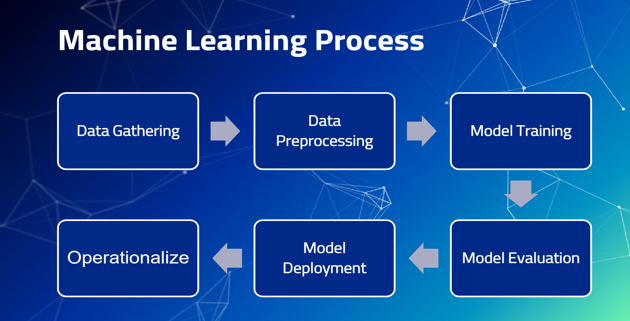 Machine Learning Process
Data Gathering
Data
Preprocessing
Model Training
Model Evaluation
Model
Deployment
Operationalize